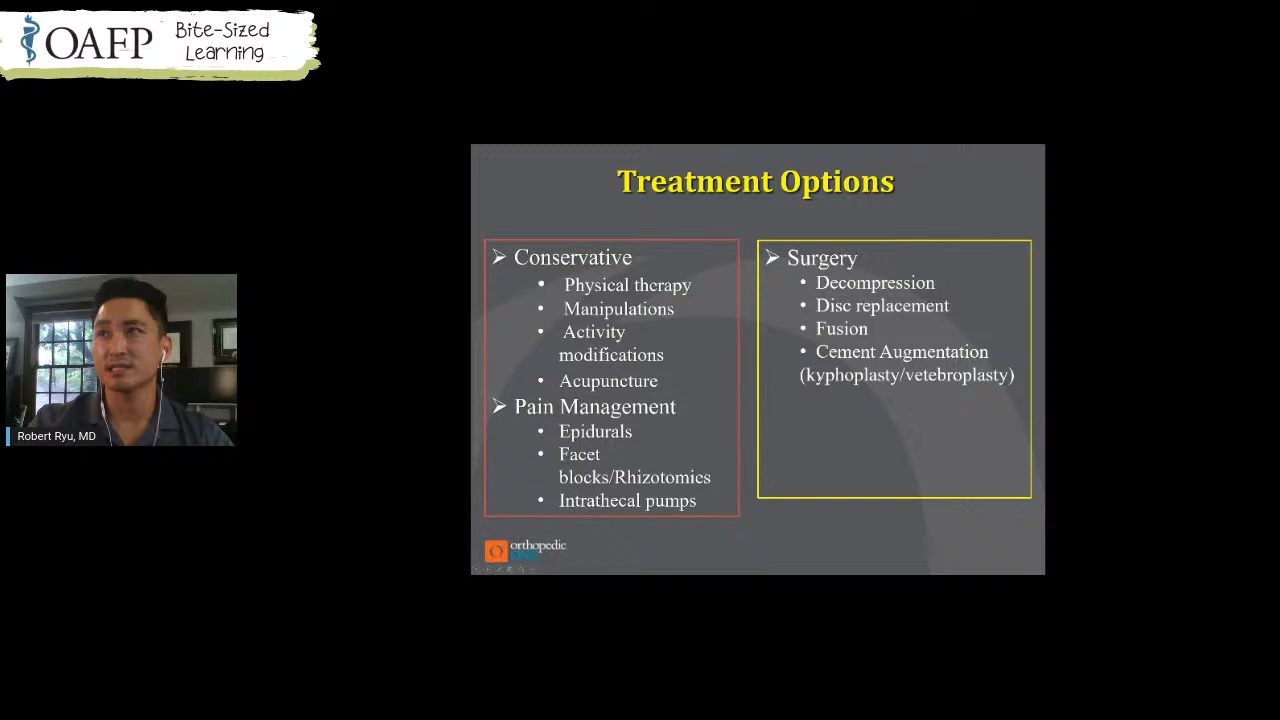 OAFP
Bite-Sized
Learning
Treatment Options
Conservative
Physical therapy
Manipulations
Activity
modifications
Acupuncture
Pain Management
Epidurals
Facet
blocks/Rhizotomics
Intrathecal pumps
Surgery
Decompression
Disc replacement
Fusion
Cement Augmentation
(kyphoplasty/vetebroplasty)
Robert Ryu, MD
orthopedic